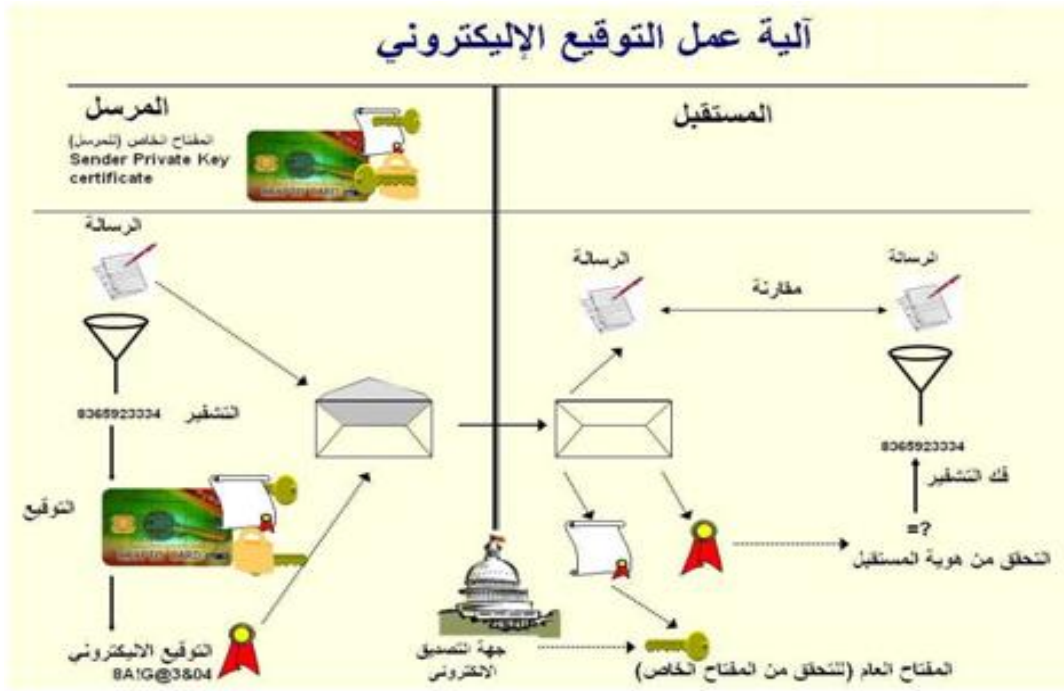 آلية عمل التوقيع الإليكتروني
المرسل
المفتاح الخاص (للمرسل)
Sender Private Key
certificate
المستقبل
الرسالة
8365923334
التشفير
التوقيع
التوقيع الاليكتروني
8A!G@3&04
الرسالة
مقارنة
الرسالة
8365923334
فك التشفير
=?
التحقق من هوية المستقبل
جهة التصديق
الالكترونى
المفتاح العام (للتحقق من المفتاح الخاص)